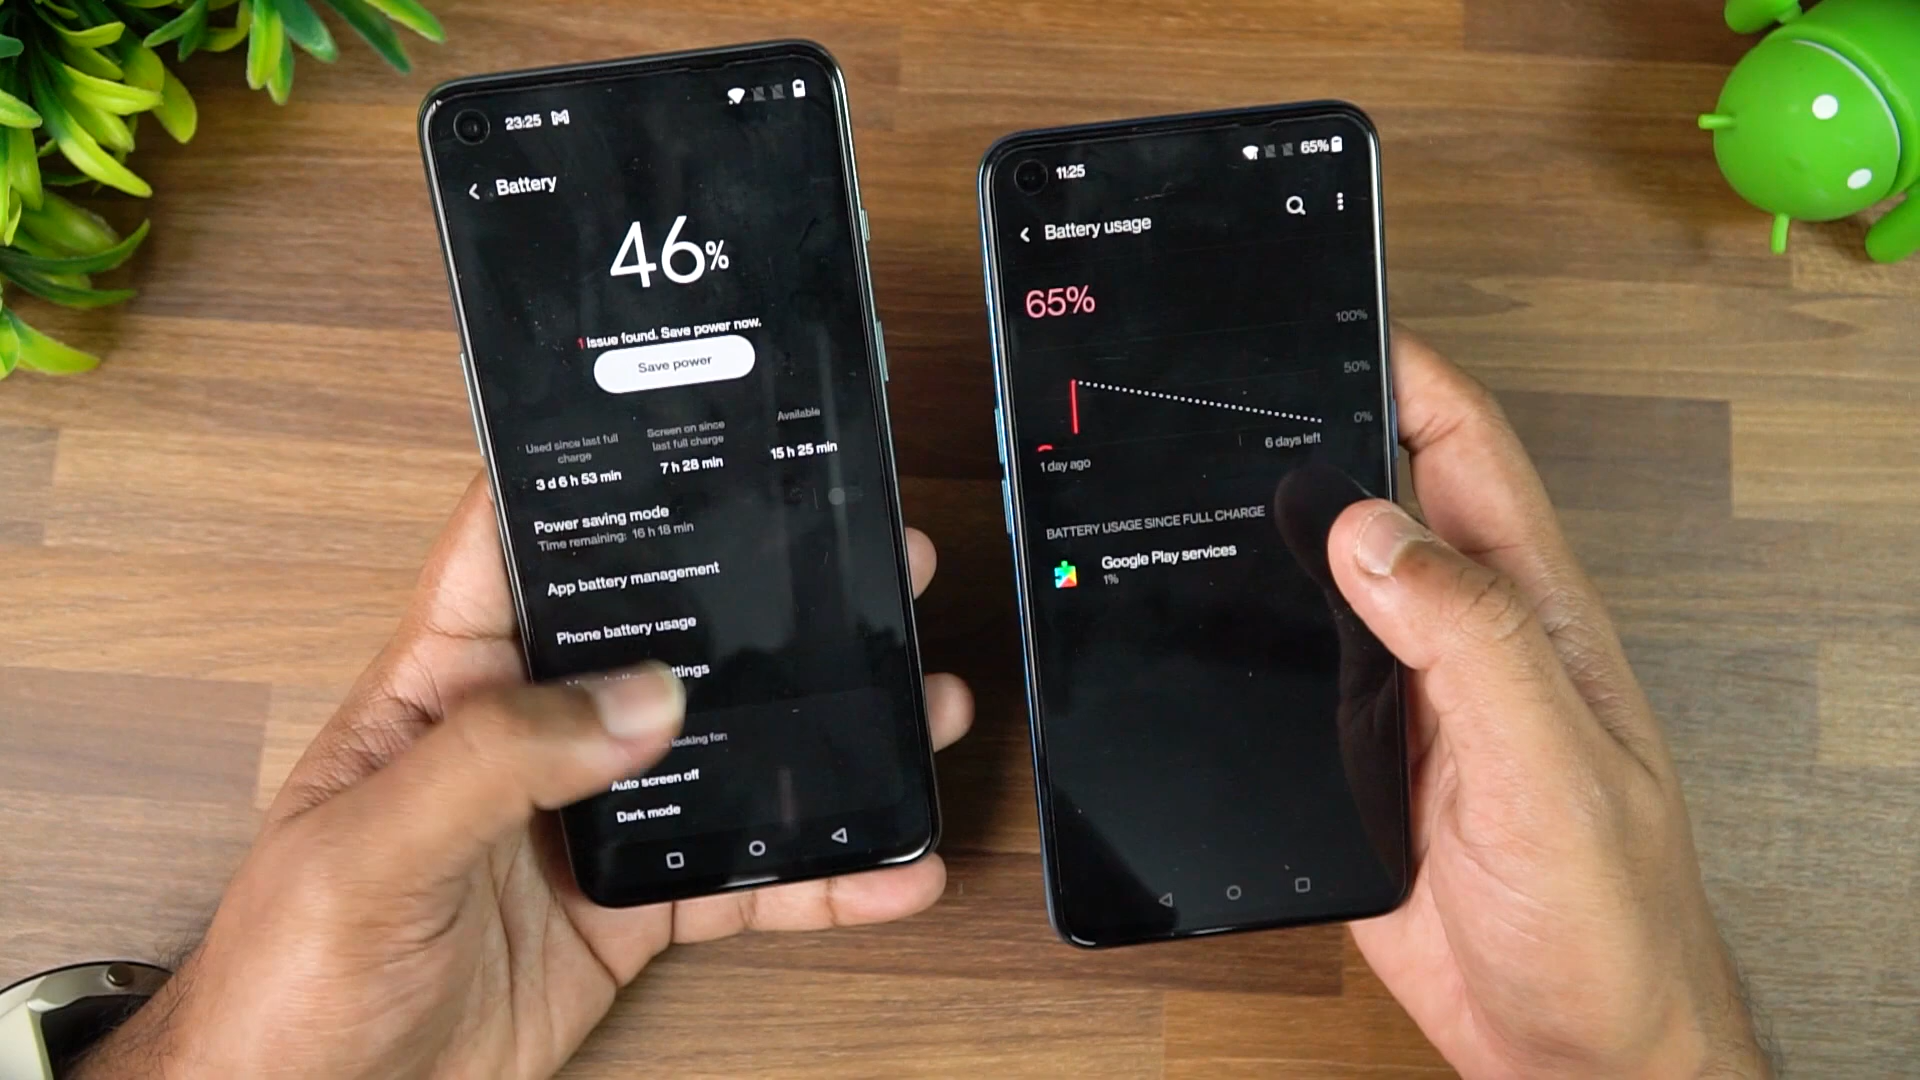 23:25
Battery
46%
1 issue found. Save power now.
Save power
Used since last full
charge
3 d 6 h 53 min
Screen on since
last full charge
7 h 28 min
Available
15 h 25 min
Power saving mode
Time remaining: 16 h 18 min
App battery management
Phone battery usage
ttings
looking for:
Auto screen off
Dark mode
11:25
65%
Battery usage
65%
100%
50%
0%
6 days left
1 day ago
BATTERY USAGE SINCE FULL CHARGE
Google Play services
1%